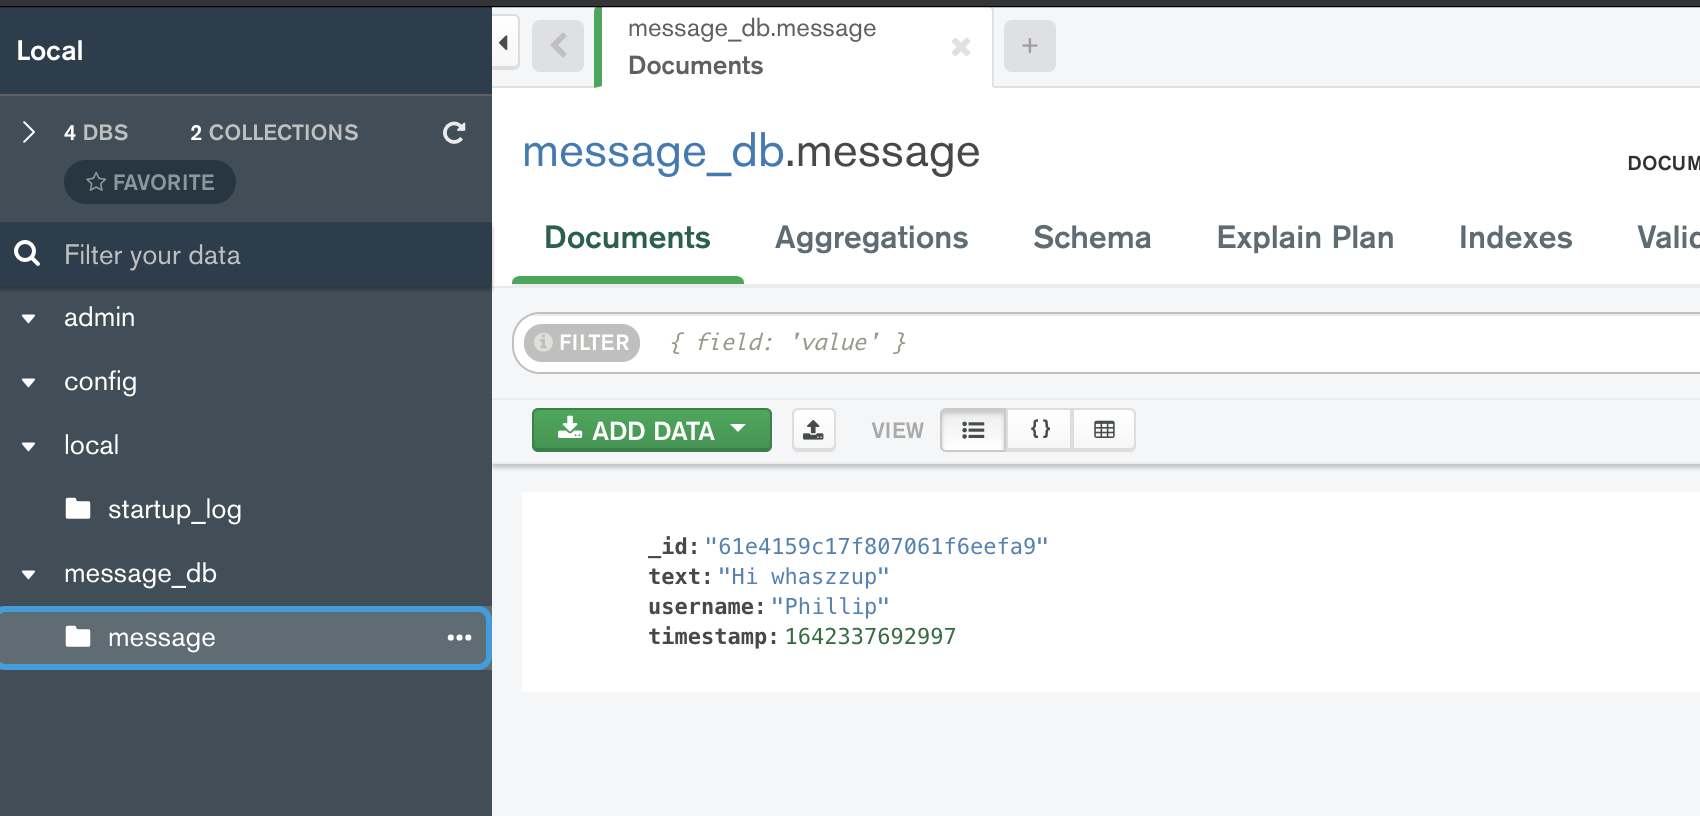 Local
4 DBS 2 COLLECTIONS
FAVORITE
Filter your data
admin
config
local
startup_log
message_db
message
message_db.message
Documents
message_db.message
DOCUM
Documents Aggregations Schema Explain Plan Indexes Valid
FILTER { field: 'value' }
ADD DATA VIEW {}
_id: "61e4159c17f807061f6eefa9"
text: "Hi whaszzup"
username: "Phillip"
timestamp: 1642337692997